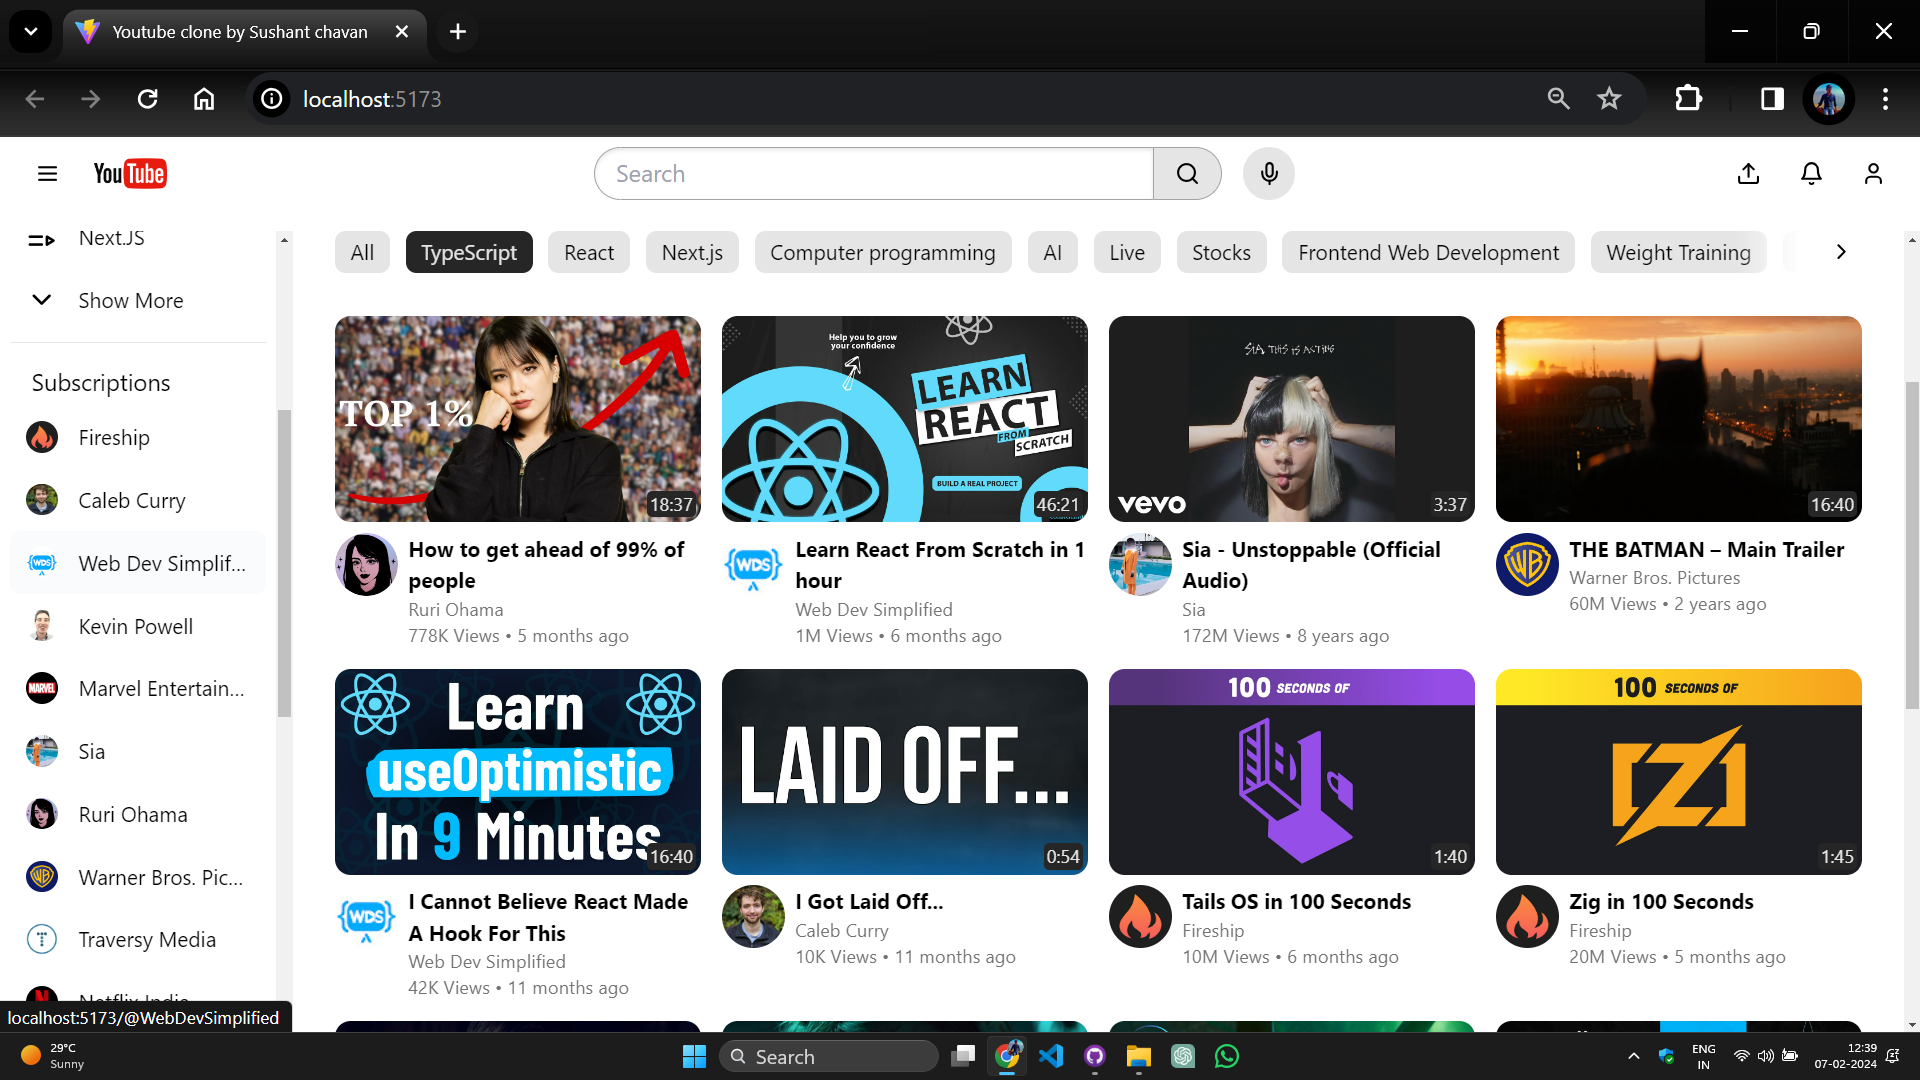 Youtube clone by Sushant chavan
localhost:5173
YouTube
Search
Next.JS
Show More
Subscriptions
Fireship
Caleb Curry
Web Dev Simplif...
Kevin Powell
MARVEL
Marvel Entertain...
Sia
Ruri Ohama
Warner Bros. Pic...
Traversy Media
Netflix India
localhost:5173/@WebDevSimplified
All
TypeScript
React
Next.js
Computer programming
AI
Live
Stocks
Frontend Web Development
Weight Training
TOP 1%
18:37
How to get ahead of 99% of
people
Ruri Ohama
778K Views • 5 months ago
Help you to grow
your confidence
LEARN
REACT
FROM
SCRATCH
BUILD A REAL PROJECT
46:21
WDS
Learn React From Scratch in 1
hour
Web Dev Simplified
1M Views • 6 months ago
SIA THIS IS ACTING
vevo
3:37
Sia - Unstoppable (Official
Audio)
Sia
172M Views • 8 years ago
16:40
THE BATMAN – Main Trailer
Warner Bros. Pictures
60M Views • 2 years ago
Learn
useOptimistic
In 9 Minutes
16:40
WDS
I Cannot Believe React Made
A Hook For This
Web Dev Simplified
42K Views • 11 months ago
LAID OFF...
0:54
I Got Laid Off...
Caleb Curry
10K Views • 11 months ago
100 SECONDS OF
1:40
Tails OS in 100 Seconds
Fireship
10M Views • 6 months ago
100 SECONDS OF
1:45
Zig in 100 Seconds
Fireship
20M Views • 5 months ago
29°C
Sunny
Search
ENG
IN
12:39
07-02-2024